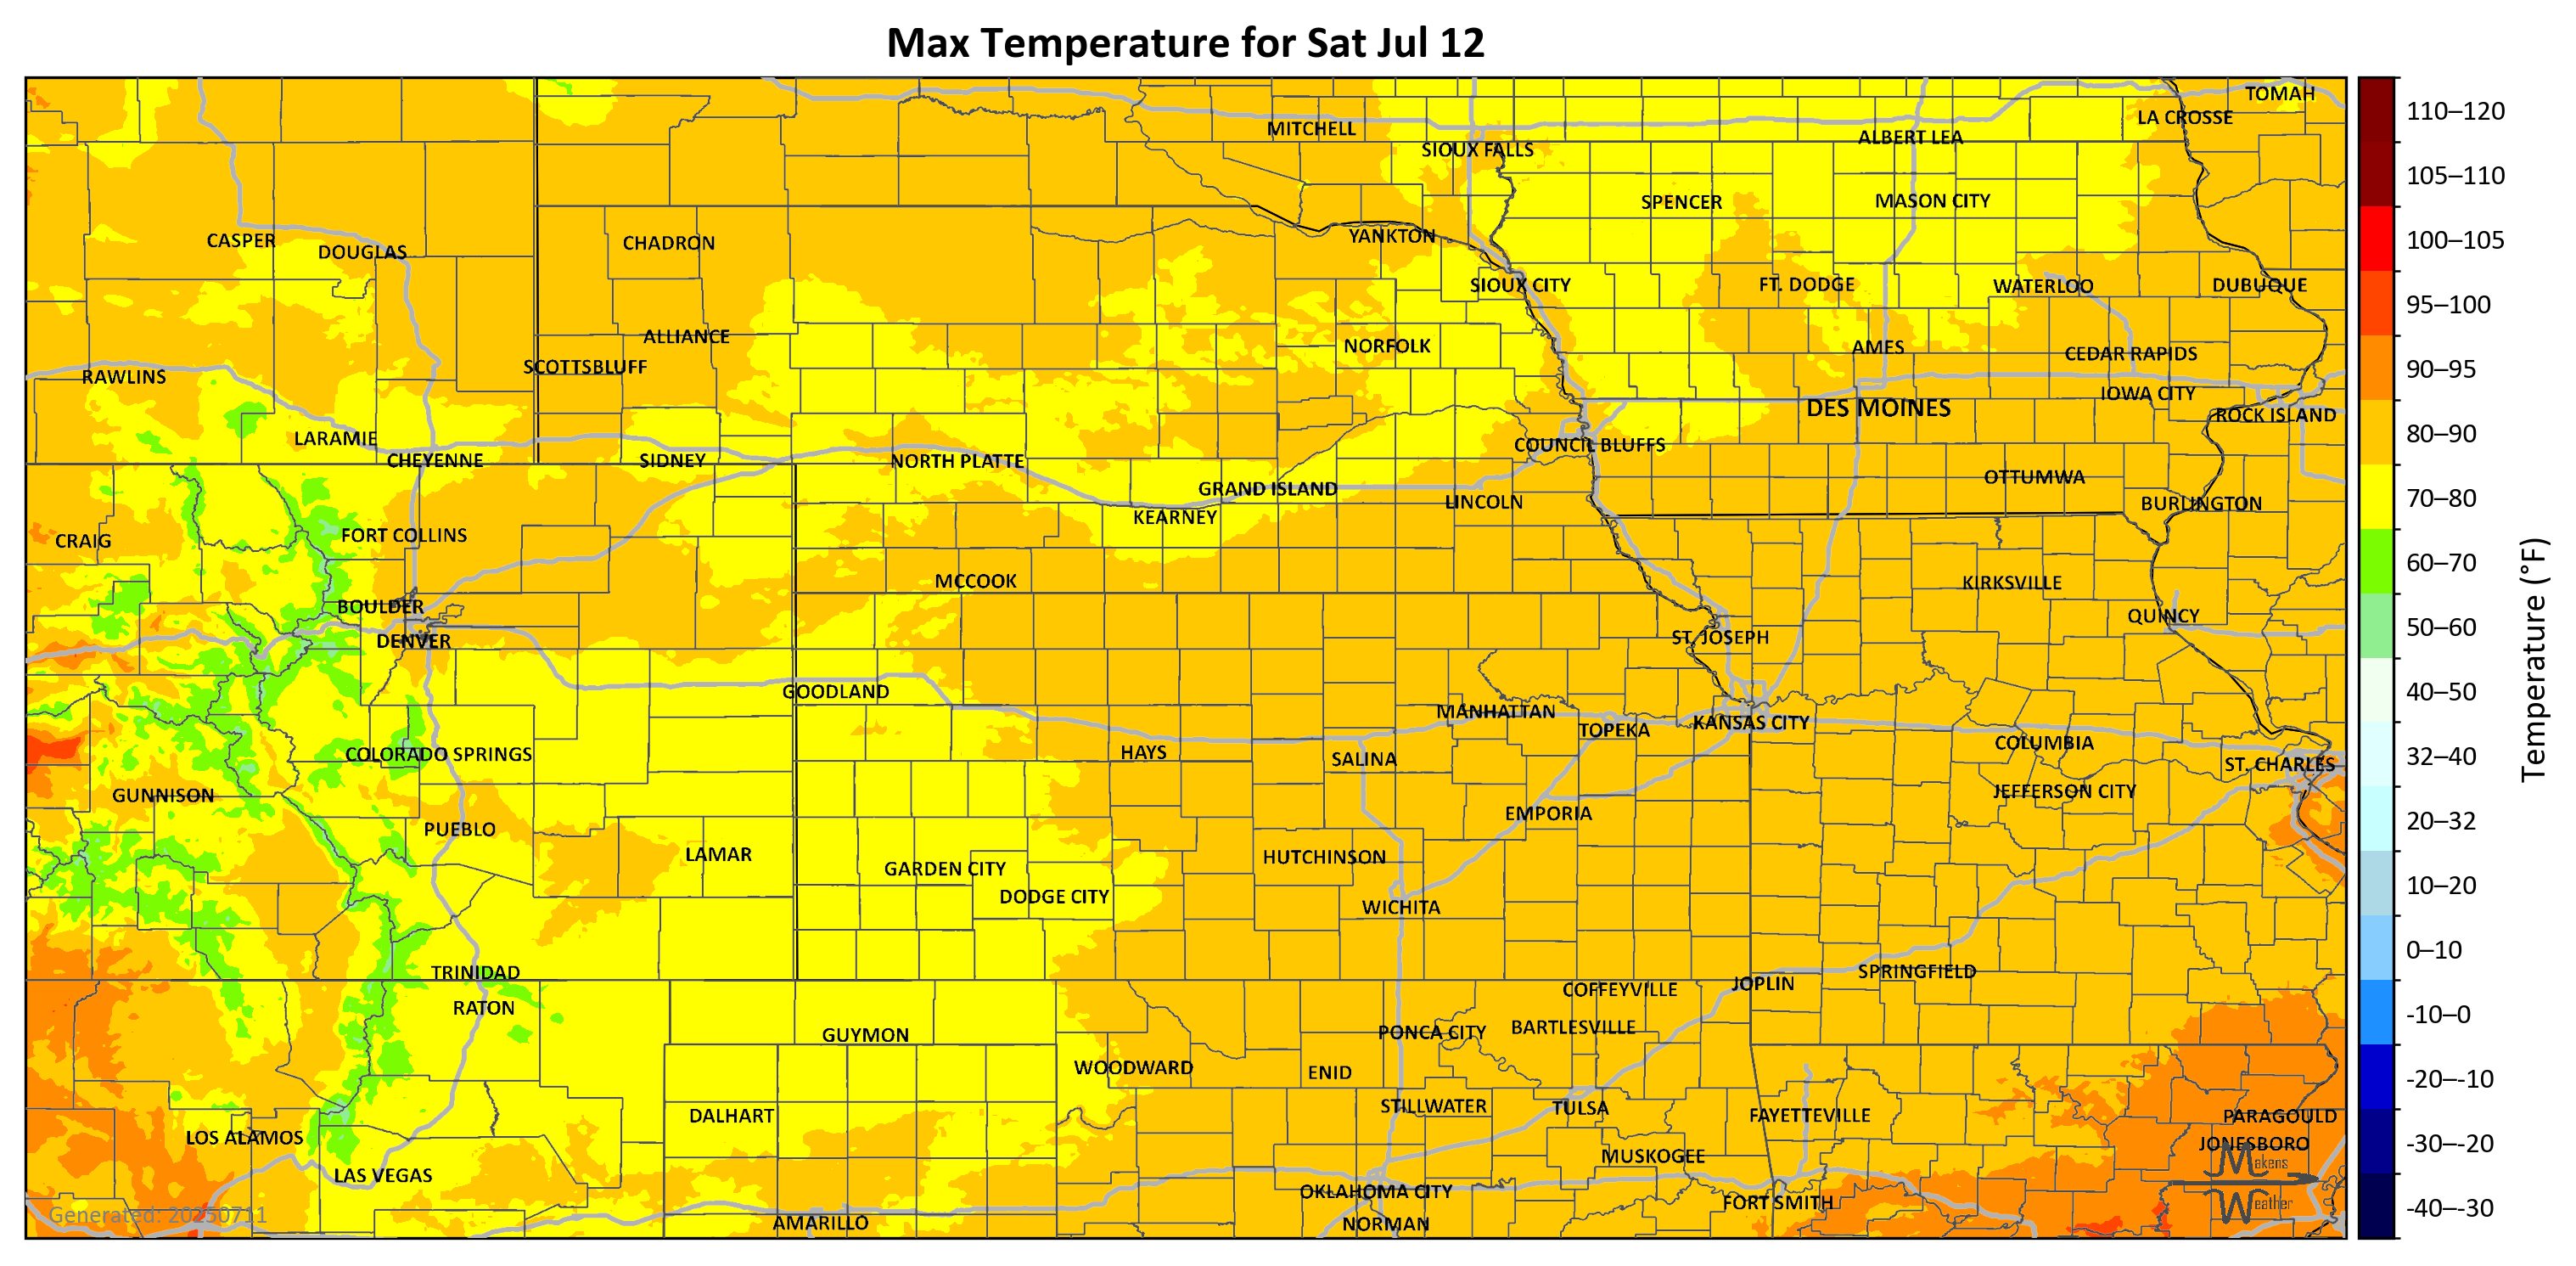 Max Temperature for Sat Jul 12
TOMAH
LA CROSSE
MITCHELL
ALBERT LEA
SIOUX FALLS
SPENCER
MASON CITY
YANKTON
CASPER
CHADRON
DOUGLAS
SIOUX CITY
FT. DODGE
WATERLOO
DUBUQUE
ALLIANCE
NORFOLK
AMES
CEDAR RAPIDS
SCOTTSBLUFF
RAWLINS
IOWA CITY
DES MOINES
ROCK ISLAND
LARAMIE
COUNCIL BLUFFS
CHEYENNE
SIDNEY
NORTH PLATTE
OTTUMWA
GRAND ISLAND
LINCOLN
BURLINGTON
KEARNEY
FORT COLLINS
CRAIG
MCCOOK
KIRKSVILLE
BOULDER
QUINCY
DENVER
ST. JOSEPH
GOODLAND
MANHATTAN
KANSAS CITY
TOPEKA
COLUMBIA
HAYS
COLORADO SPRINGS
SALINA
ST. CHARLES
GUNNISON
JEFFERSON CITY
EMPORIA
PUEBLO
LAMAR
HUTCHINSON
GARDEN CITY
DODGE CITY
WICHITA
TRINIDAD
SPRINGFIELD
JOPLIN
COFFEYVILLE
RATON
BARTLESVILLE
PONCA CITY
GUYMON
WOODWARD
ENID
STILLWATER
TULSA
DALHART
FAYETTEVILLE
PARAGOULD
LOS ALAMOS
JONESBORO
MUSKOGEE
LAS VEGAS
OKLAHOMA CITY
FORT SMITH
AMARILLO
NORMAN
Generated: 20250711
Makens
Weather
110–120
105–110
100–105
95–100
90–95
80–90
70–80
60–70
50–60
40–50
32–40
20–32
10–20
0–10
-10–0
-20–-10
-30–-20
-40–-30
Temperature (°F)